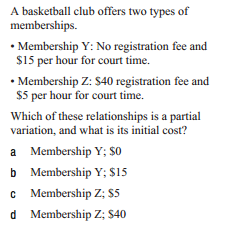 A basketball club offers two types of
memberships.
• Membership Y: No registration fee and
$15 per hour for court time.
• Membership Z: $40 registration fee and
$5 per hour for court time.
Which of these relationships is a partial
variation, and what is its initial cost?
a Membership Y; $0
b Membership Y; $15
c Membership Z; $5
d Membership Z; $40